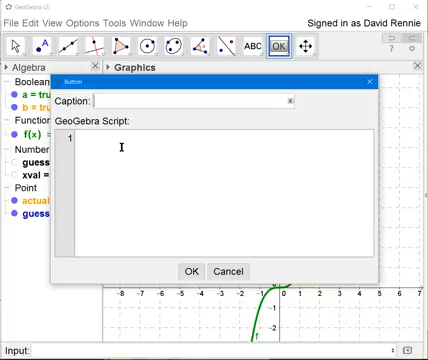 GeoGebra (2)
File Edit View Options Tools Window Help
Signed in as David Rennie
A
ABC
OK
?
Algebra
Graphics
Boolean
a = tru
b = tru
Functio
f(x) =
Number
guess
xval =
Point
actual
guess
Button
Caption:
GeoGebra Script:
1
OK
Cancel
-8 -7 -6 -5 -4 -3 -2 -1 0 1 2 3 4 5 6 7
0
-1
-2
f
Input: